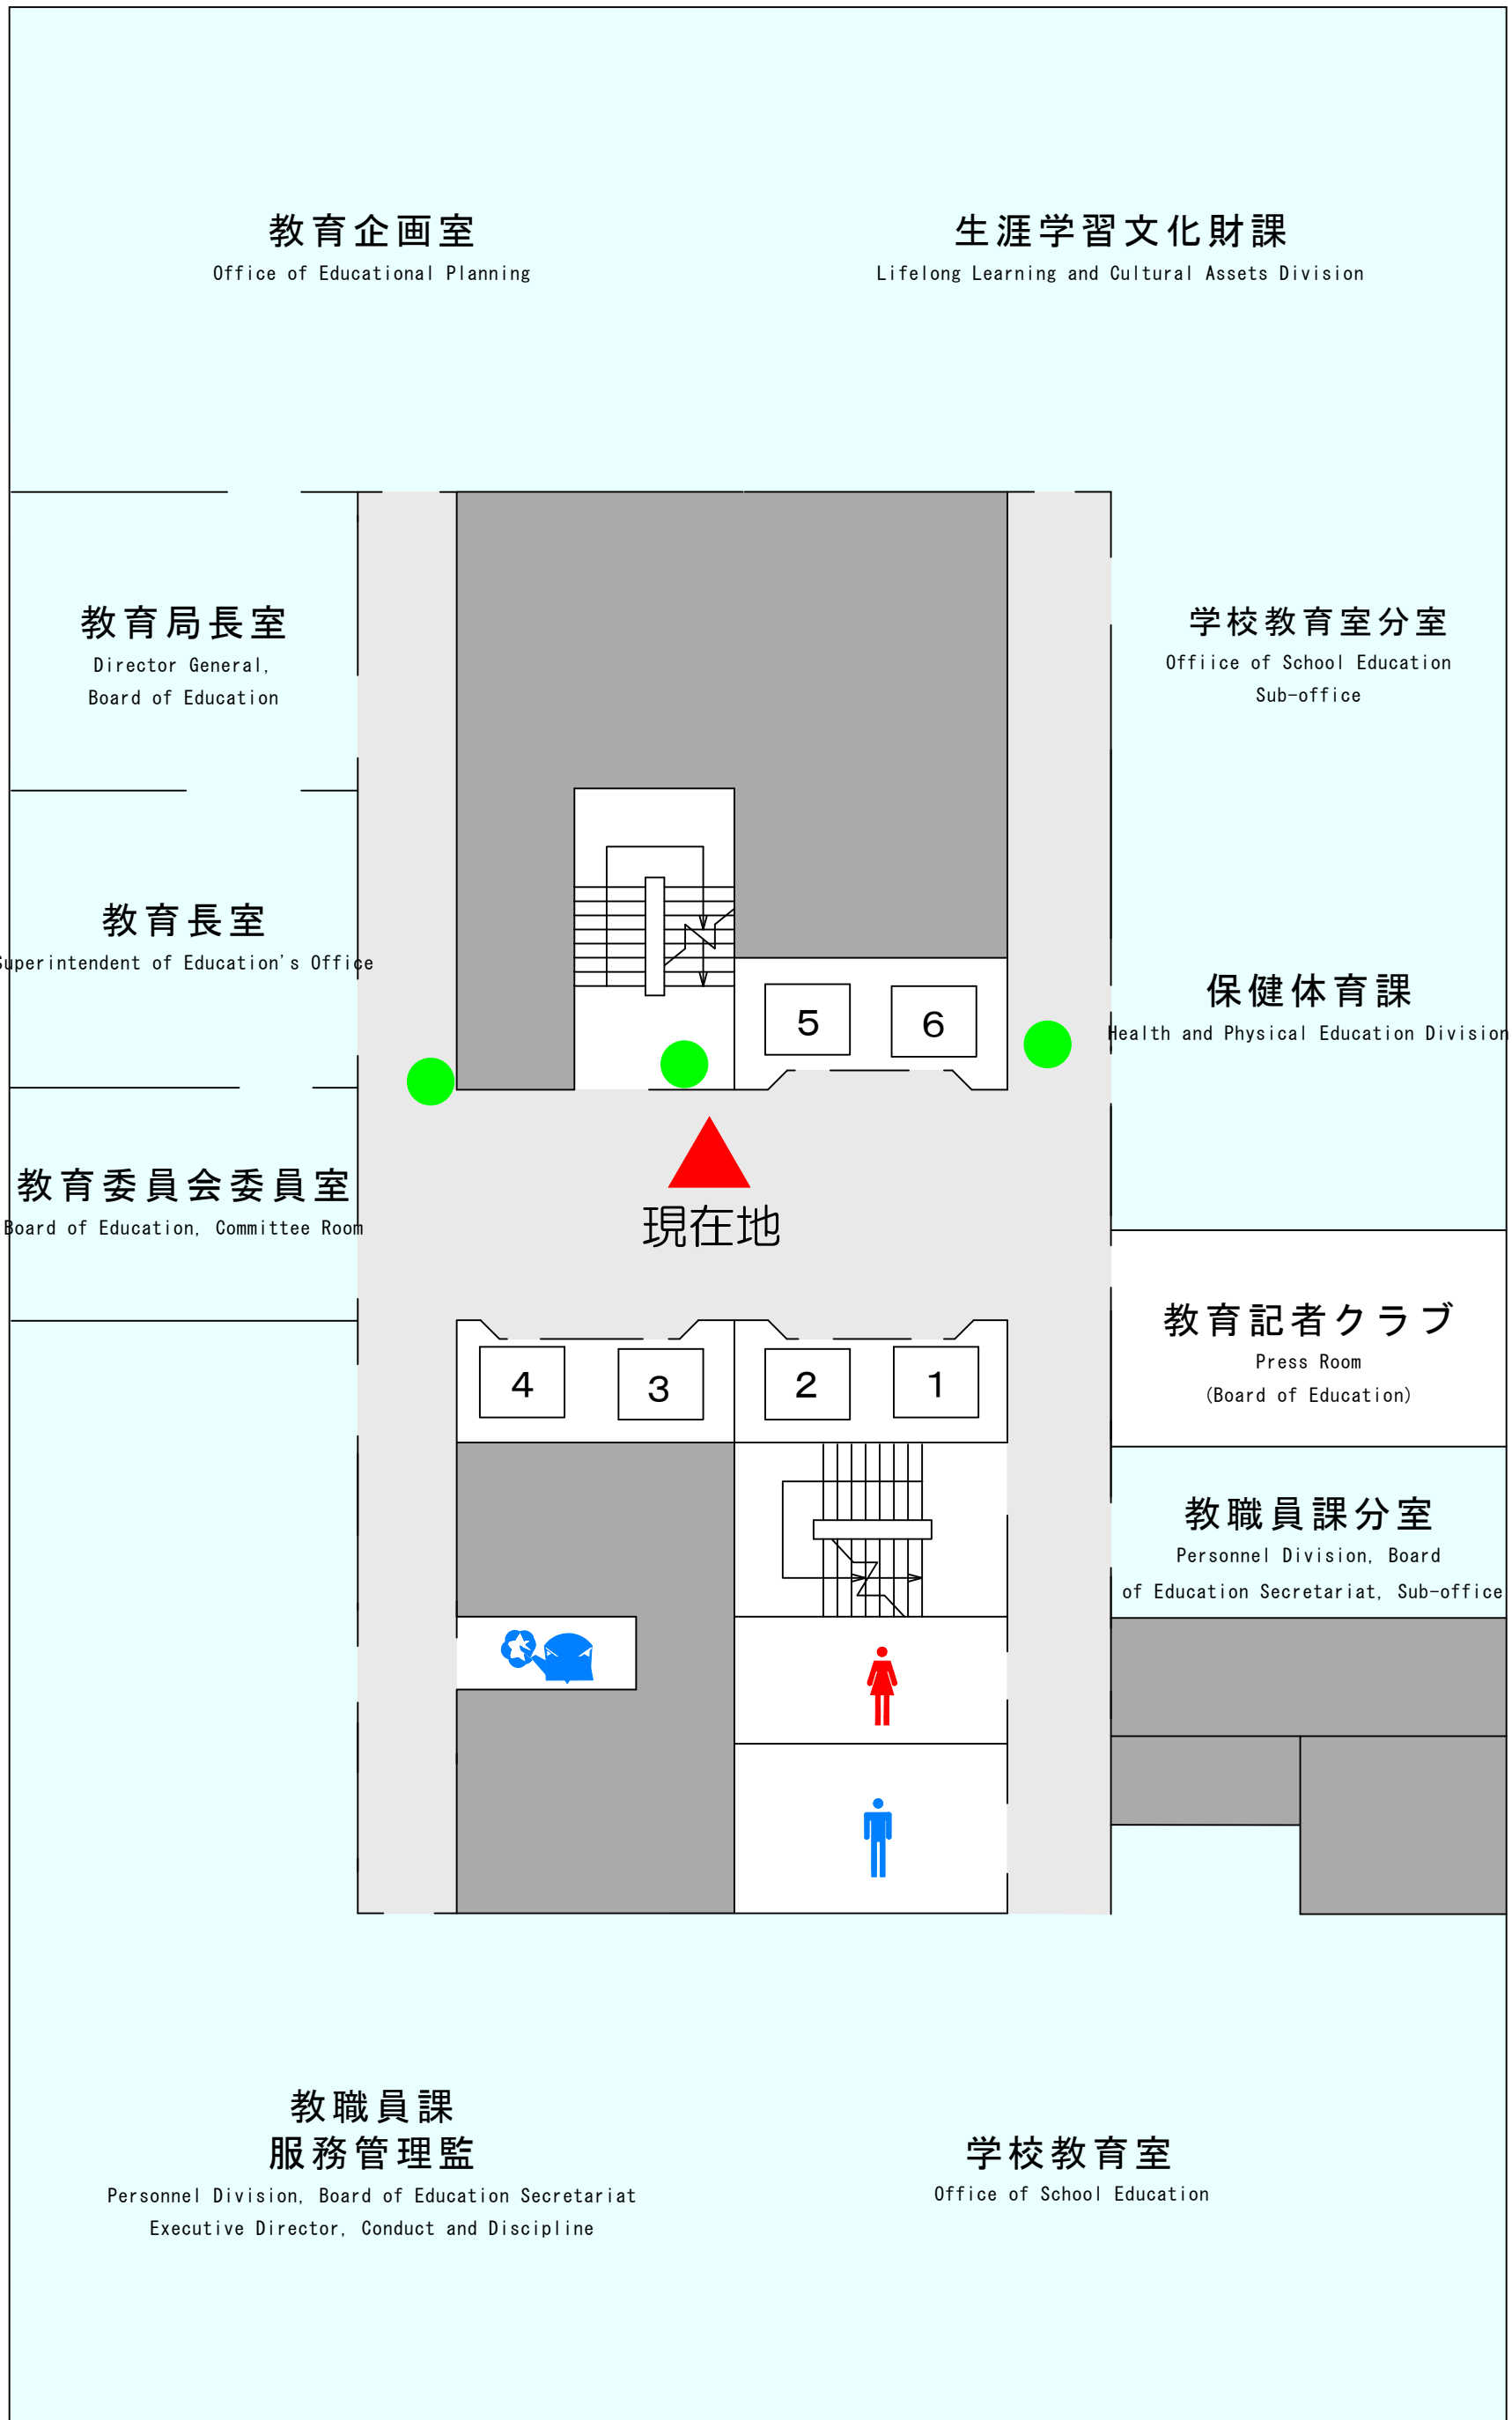 教育企画室
Office of Educational Planning
生涯学習文化財課
Lifelong Learning and Cultural Assets Division
教育局長室
Director General,
Board of Education
学校教育室分室
Offiice of School Education
Sub-office
教育長室
Superintendent of Education's Office
5
6
保健体育課
Health and Physical Education Division
教育委員会委員室
Board of Education, Committee Room
現在地
教育記者クラブ
Press Room
(Board of Education)
4
3
2
1
教職員課分室
Personnel Division, Board
of Education Secretariat, Sub-office
教職員課
服務管理監
Personnel Division, Board of Education Secretariat
Executive Director, Conduct and Discipline
学校教育室
Office of School Education